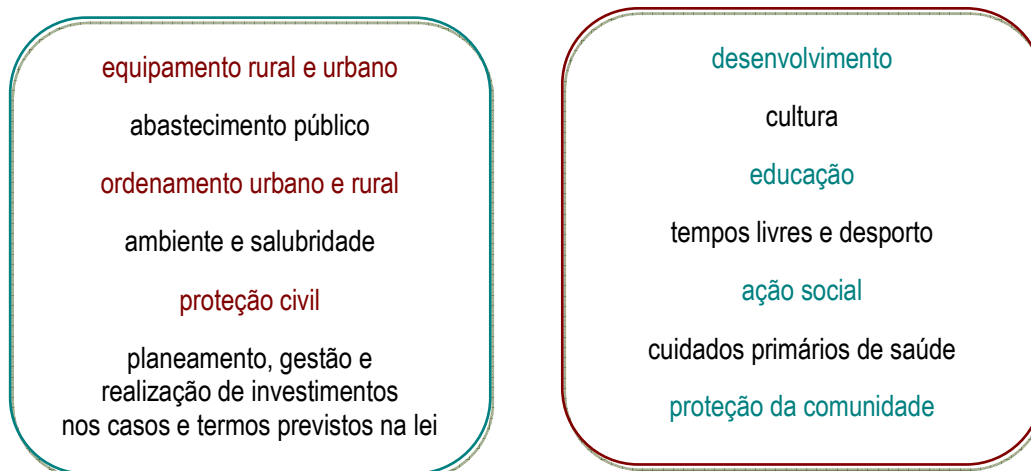 equipamento rural e urbano
abastecimento público
ordenamento urbano e rural
ambiente e salubridade
proteção civil
planeamento, gestão e
realização de investimentos
nos casos e termos previstos na lei
desenvolvimento
cultura
educação
tempos livres e desporto
ação social
cuidados primários de saúde
proteção da comunidade